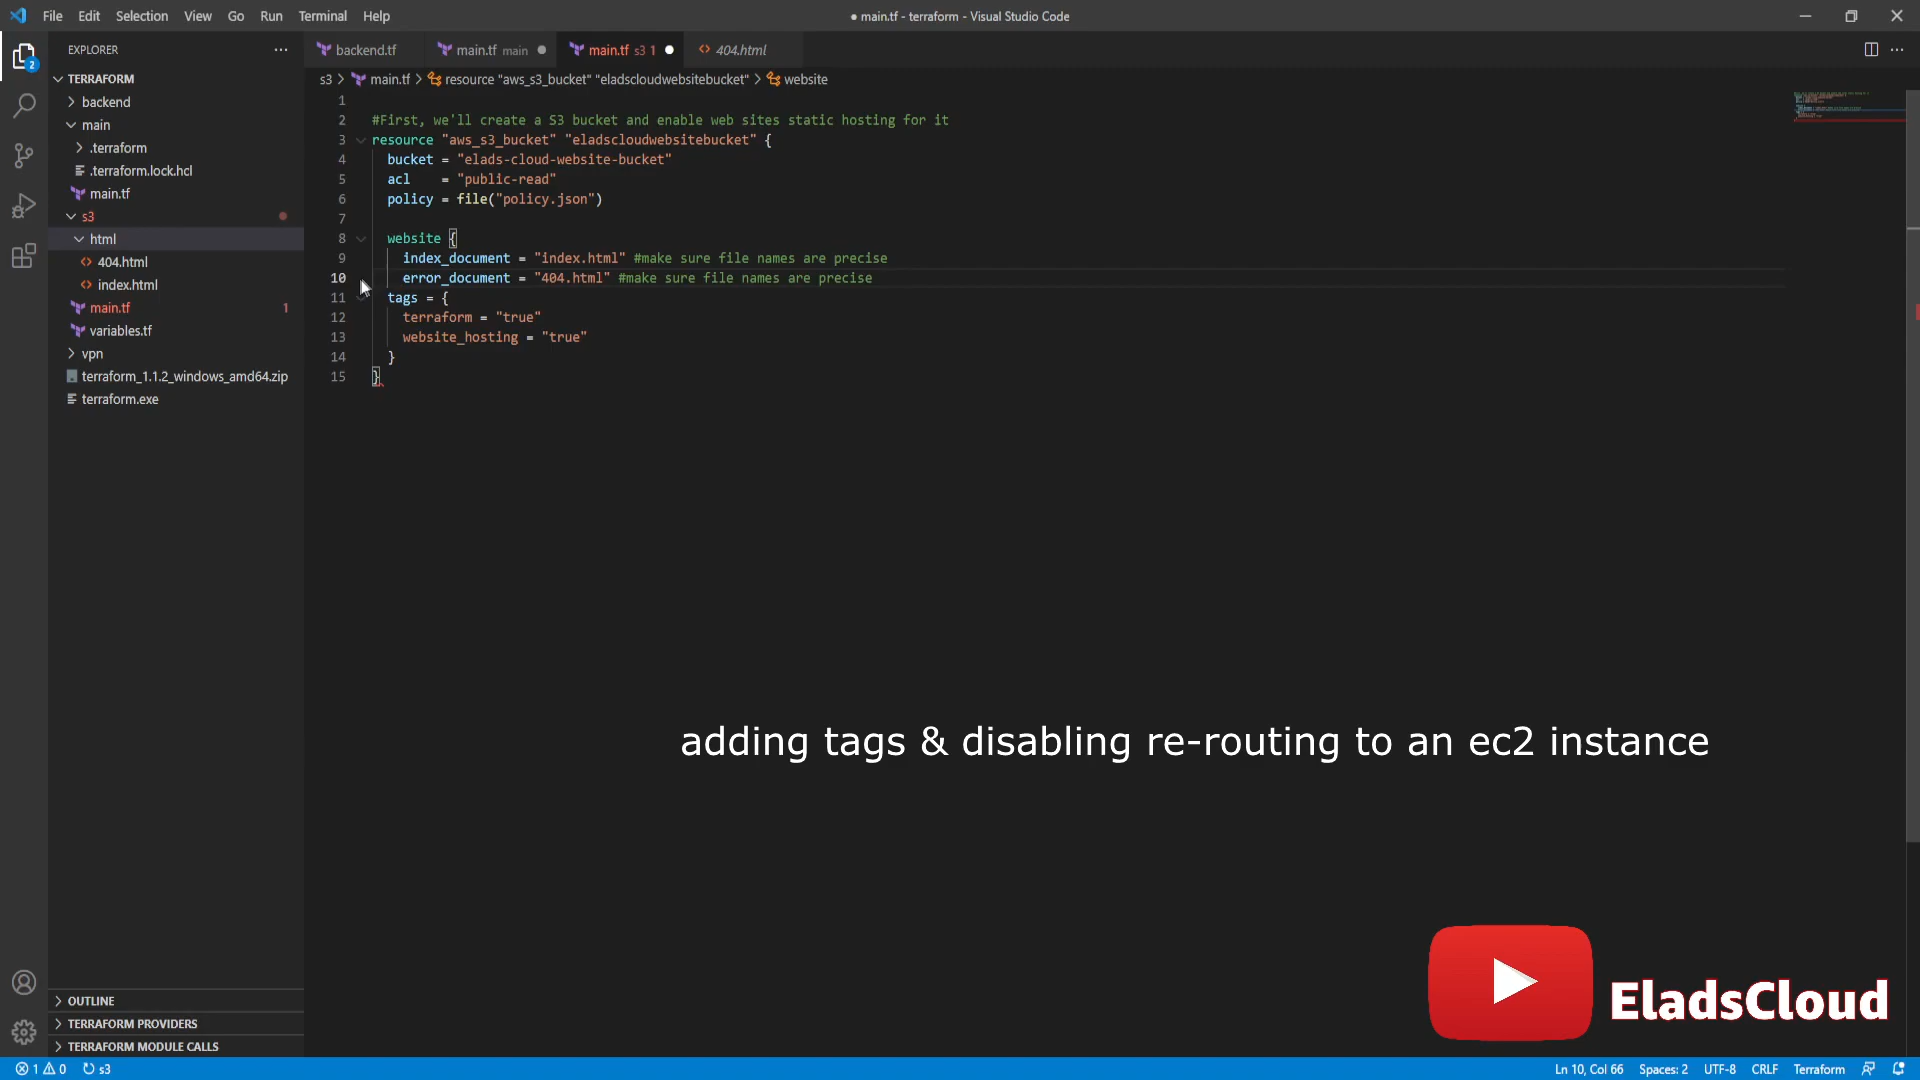 File Edit Selection View Go Run Terminal Help
● main.tf - terraform - Visual Studio Code
EXPLORER
2
TERRAFORM
backend
main
.terraform
.terraform.lock.hcl
main.tf
s3
html
404.html
index.html
main.tf 1
variables.tf
vpn
terraform_1.1.2_windows_amd64.zip
terraform.exe
OUTLINE
TERRAFORM PROVIDERS
TERRAFORM MODULE CALLS
backend.tf main.tf main main.tf s3 1 404.html
s3 > main.tf > resource "aws_s3_bucket" "eladscloudwebsitebucket" > website
1
2 #First, we'll create a S3 bucket and enable web sites static hosting for it
3 resource "aws_s3_bucket" "eladscloudwebsitebucket" {
4 bucket = "elads-cloud-website-bucket"
5 acl    = "public-read"
6 policy = file("policy.json")
7
8 website {
9 index_document = "index.html" #make sure file names are precise
10 error_document = "404.html" #make sure file names are precise
11 tags = {
12 terraform = "true"
13 website_hosting = "true"
14 }
15 }
adding tags & disabling re-routing to an ec2 instance
EladsCloud
1 0 s3 Ln 10, Col 66 Spaces: 2 UTF-8 CRLF Terraform